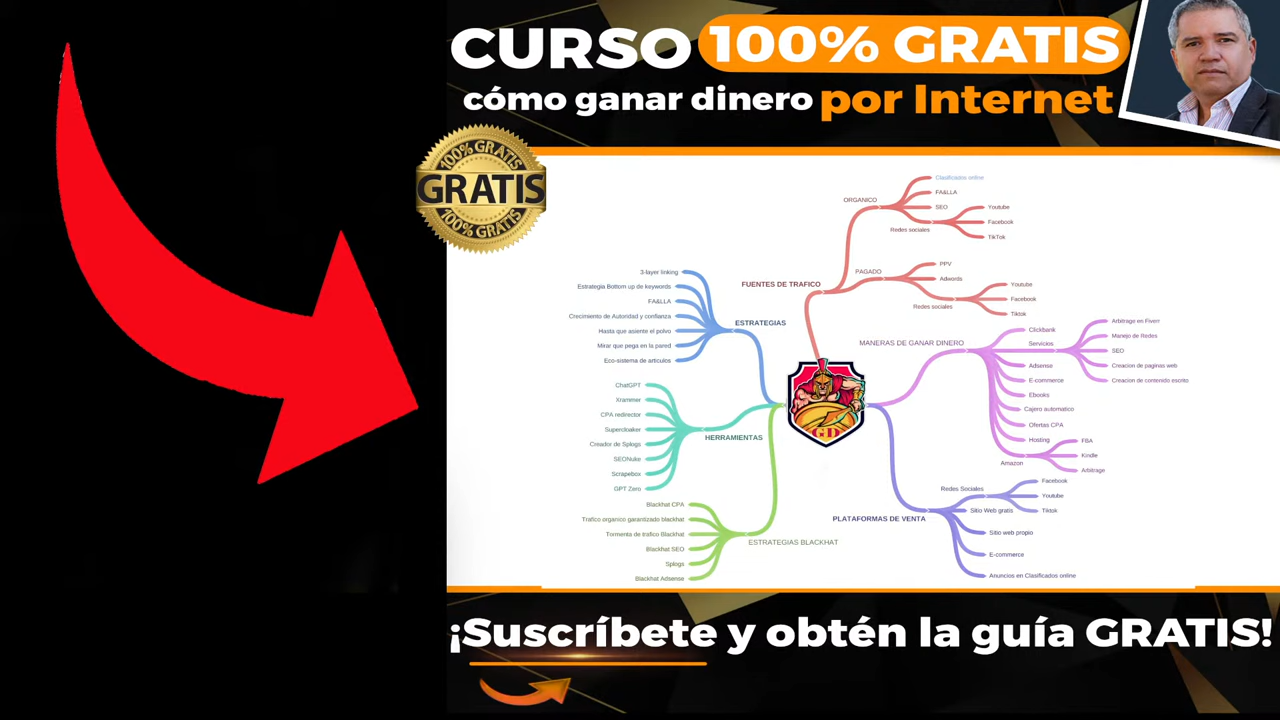 CURSO 100% GRATIS
cómo ganar dinero por Internet
100% GRATIS
GRATIS
100% GRATIS
ORGANICO
Clasificados online
FA&LLA
SEO
Redes sociales
Youtube
Facebook
TikTok
FUENTES DE TRAFICO
PAGADO
PPV
Adwords
Redes sociales
Youtube
Facebook
Tiktok
3-layer linking
Estrategia Bottom up de keywords
FA&LLA
Crecimiento de Autoridad y confianza
Hasta que asiente el polvo
Mirar que pega en la pared
Eco-sistema de articulos
ESTRATEGIAS
MANERAS DE GANAR DINERO
Clickbank
Servicios
Arbitrage en Fiverr
Manejo de Redes
SEO
Creacion de paginas web
Creacion de contenido escrito
Adsense
E-commerce
Ebooks
Cajero automatico
Ofertas CPA
Hosting
Amazon
FBA
Kindle
Arbitrage
GD
ChatGPT
Xrammer
CPA redirector
Supercloaker
Creador de Splogs
SEONuke
Scrapebox
GPT Zero
HERRAMIENTAS
Blackhat CPA
Trafico organico garantizado blackhat
Tormenta de trafico Blackhat
Blackhat SEO
Splogs
Blackhat Adsense
ESTRATEGIAS BLACKHAT
PLATAFORMAS DE VENTA
Redes Sociales
Facebook
Youtube
Tiktok
Sitio Web gratis
Sitio web propio
E-commerce
Anuncios en Clasificados online
¡Suscríbete y obtén la guía GRATIS!